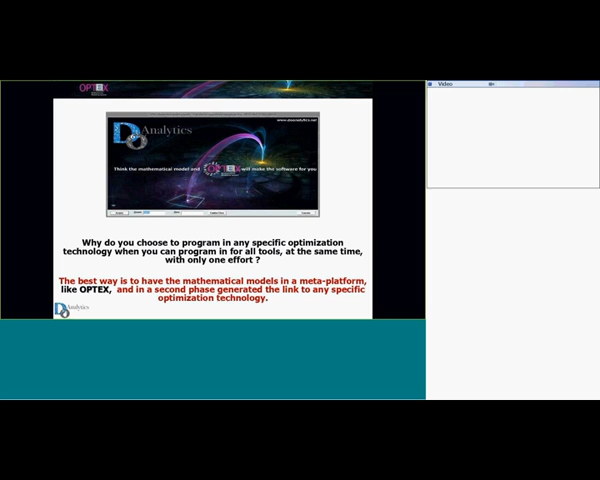 Video
OPTEX
www.doanalytics.net
DO Analytics
Think the mathematical model and OPTEX will make the software for you
Why do you choose to program in any specific optimization
technology when you can program in for all tools, at the same time,
with only one effort ?
The best way is to have the mathematical models in a meta-platform,
like OPTEX, and in a second phase generated the link to any specific
optimization technology.
DO Analytics